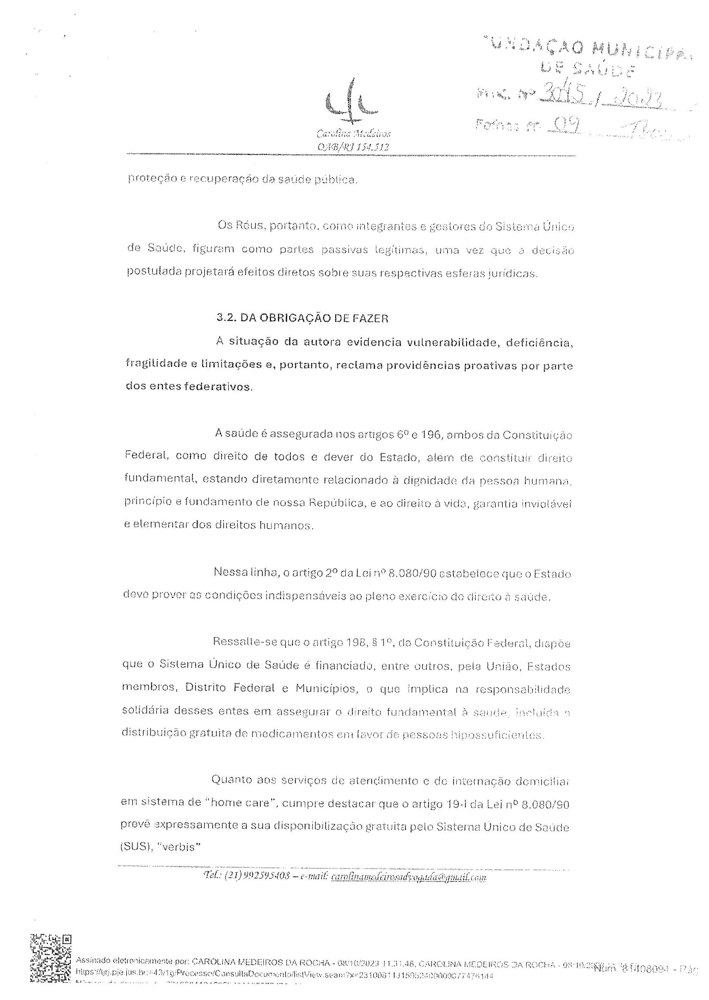 FUNDAÇÃO MUNICIPAL
DE SAÚDE
Proc. Nº 3045 / 2023
Folhas nº 09
Carolina Medeiros
OAB/RJ 154.512
proteção e recuperação da saúde pública.
Os Réus, portanto, como integrantes e gestores do Sistema Único
de Saúde, figuram como partes passivas legítimas, uma vez que a decisão
postulada projetará efeitos diretos sobre suas respectivas esferas jurídicas.
3.2. DA OBRIGAÇÃO DE FAZER
A situação da autora evidencia vulnerabilidade, deficiência,
fragilidade e limitações e, portanto, reclama providências proativas por parte
dos entes federativos.
A saúde é assegurada nos artigos 6º e 196, ambos da Constituição
Federal, como direito de todos e dever do Estado, além de constituir direito
fundamental, estando diretamente relacionado à dignidade da pessoa humana,
princípio e fundamento de nossa República, e ao direito à vida, garantia inviolável
e elementar dos direitos humanos.
Nessa linha, o artigo 2º da Lei nº 8.080/90 estabelece que o Estado
deve prover as condições indispensáveis ao pleno exercício do direito à saúde.
Ressalte-se que o artigo 198, § 1º, da Constituição Federal, dispõe
que o Sistema Único de Saúde é financiado, entre outros, pela União, Estados
membros, Distrito Federal e Municípios, o que implica na responsabilidade
solidária desses entes em assegurar o direito fundamental à saúde, incluída a
distribuição gratuita de medicamentos em favor de pessoas hipossuficientes.
Quanto aos serviços de atendimento e de internação domiciliar
em sistema de "home care", cumpre destacar que o artigo 19-I da Lei nº 8.080/90
prevê expressamente a sua disponibilização gratuita pelo Sistema Único de Saúde
(SUS), "verbis"
Tel.: (21) 992595408 – e-mail: carolinamedeirosadvogada@gmail.com
Assinado eletronicamente por: CAROLINA MEDEIROS DA ROCHA - 08/10/2023 11:31:48, CAROLINA MEDEIROS DA ROCHA - 08/10/2023
https://tjrj.pje.jus.br:443/1g/Processo/ConsultaDocumento/listView.seam?x=
Num. 81408094 - Pág